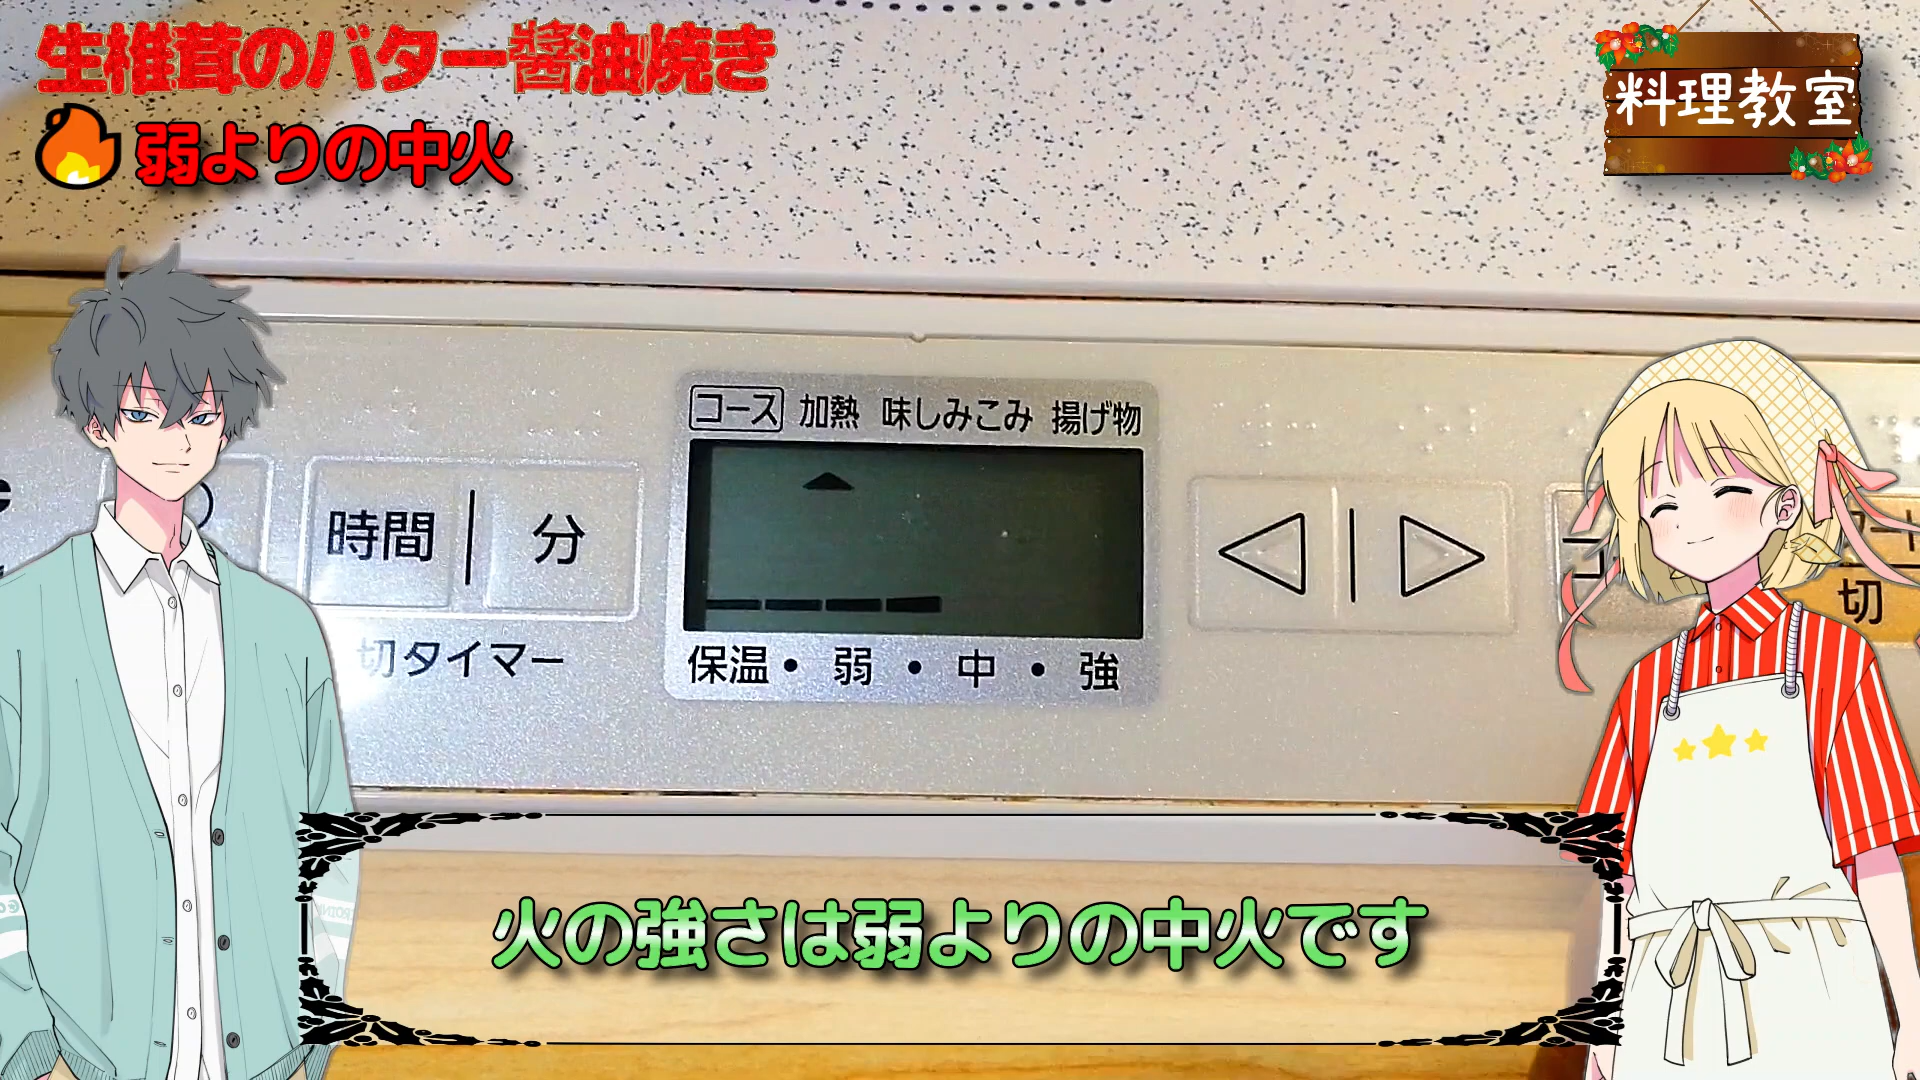 生椎茸のバター醤油焼き
弱よりの中火
料理教室
コース 加熱 味しみこみ 揚げ物
時間 分
切タイマー
保温・弱・中・強
切
火の強さは弱よりの中火です